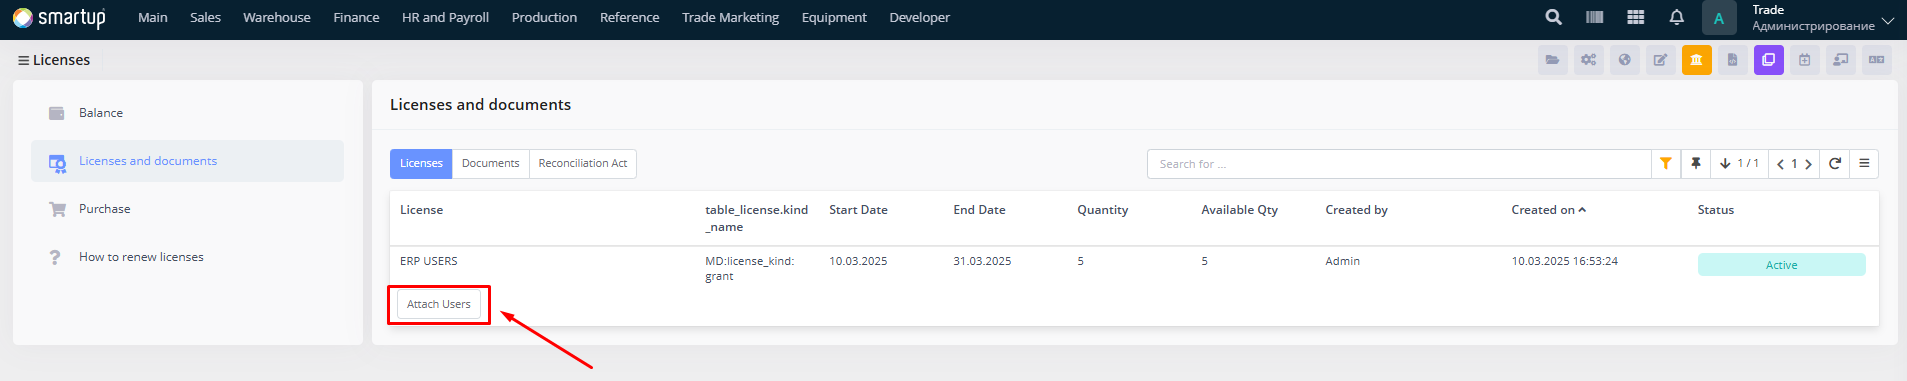 smartup Main Sales Warehouse Finance HR and Payroll Production Reference Trade Marketing Equipment Developer A Trade
Администрирование
Licenses
Balance
Licenses and documents
Purchase
How to renew licenses
Licenses and documents
Licenses Documents Reconciliation Act Search for ... 1 / 1 1
License table_license.kind Start Date End Date Quantity Available Qty Created by Created on Status
_name
ERP USERS MD:license_kind: 10.03.2025 31.03.2025 5 5 Admin 10.03.2025 16:53:24 Active
grant
Attach Users